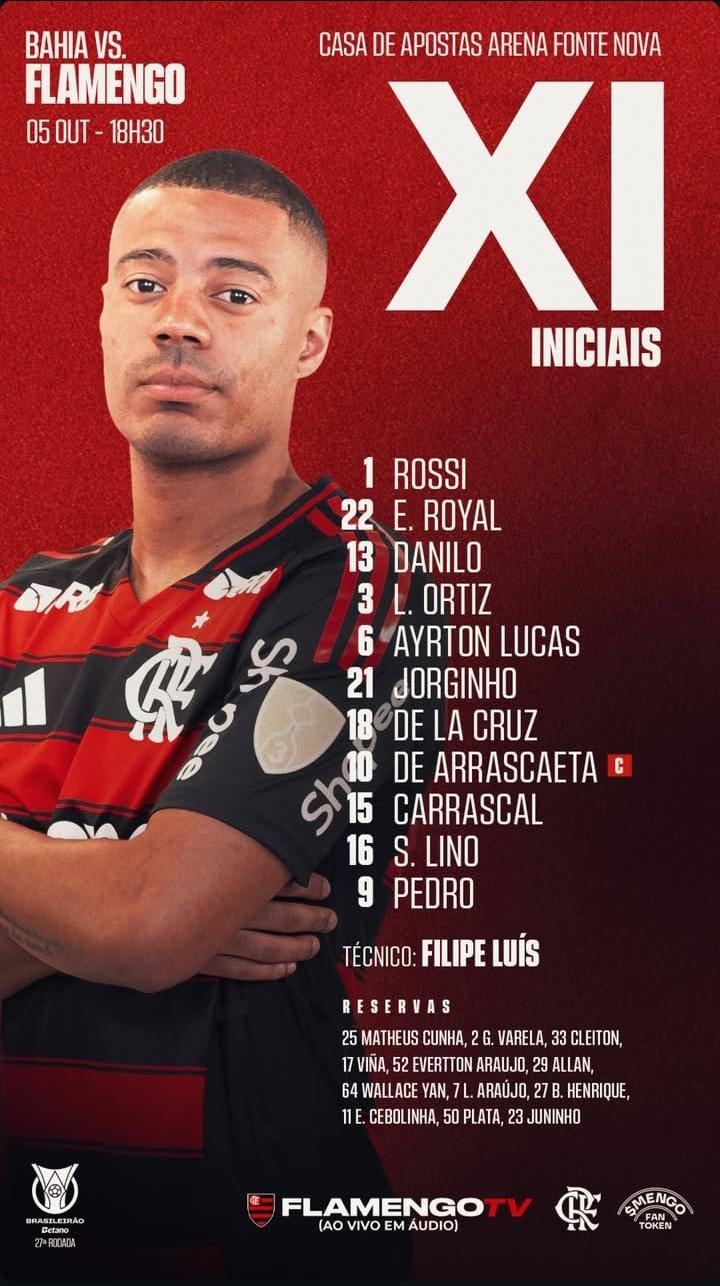 BAHIA VS.
FLAMENGO
05 OUT - 18H30
CASA DE APOSTAS ARENA FONTE NOVA
XI
INICIAIS
1 ROSSI
22 E. ROYAL
13 DANILO
3 L. ORTIZ
6 AYRTON LUCAS
21 JORGINHO
18 DE LA CRUZ
10 DE ARRASCAETA C
15 CARRASCAL
16 S. LINO
9 PEDRO
TÉCNICO: FILIPE LUÍS
RESERVAS
25 MATHEUS CUNHA, 2 G. VARELA, 33 CLEITON,
17 VIÑA, 52 EVERTTON ARAUJO, 29 ALLAN,
64 WALLACE YAN, 7 L. ARAÚJO, 27 B. HENRIQUE,
11 E. CEBOLINHA, 50 PLATA, 23 JUNINHO
Shopee
BRASILEIRÃO
Betano
27ª RODADA
FLAMENGOTV
(AO VIVO EM ÁUDIO)
CRF
SMENGO
FAN
TOKEN